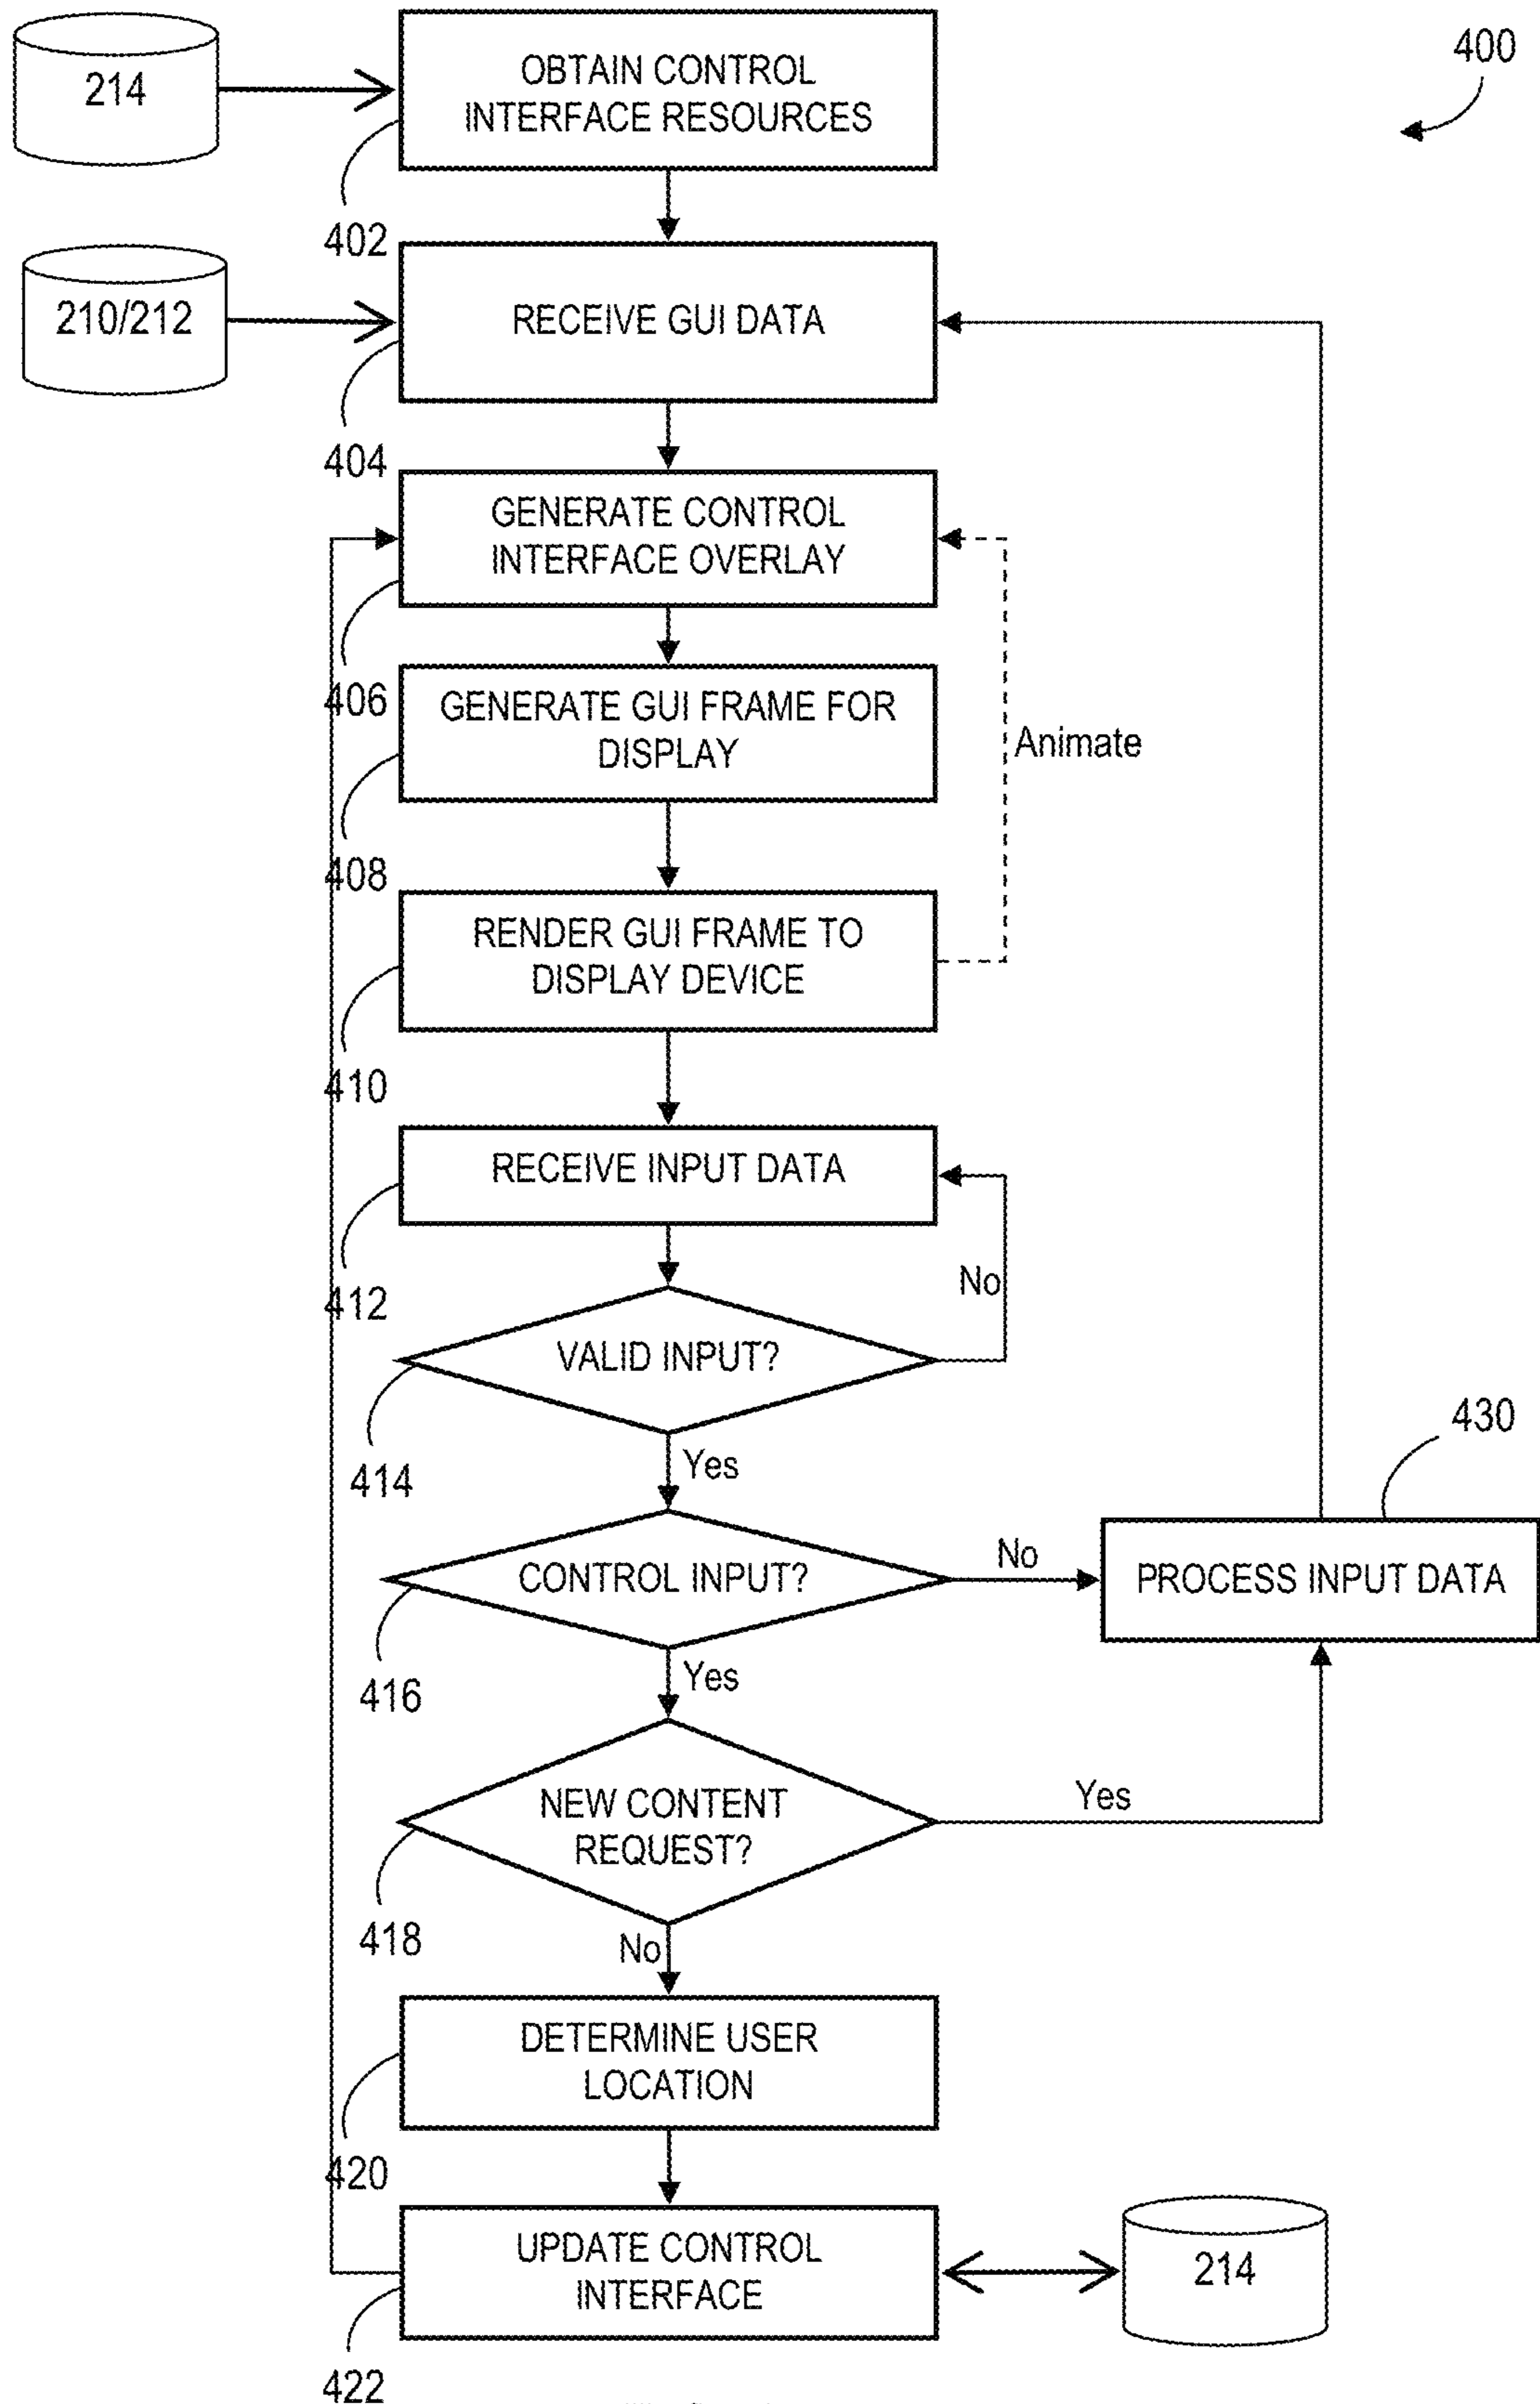 400
214
OBTAIN CONTROL
INTERFACE RESOURCES
402
210/212
RECEIVE GUI DATA
404
GENERATE CONTROL
INTERFACE OVERLAY
406
GENERATE GUI FRAME FOR
DISPLAY
Animate
408
RENDER GUI FRAME TO
DISPLAY DEVICE
410
RECEIVE INPUT DATA
412
No
VALID INPUT?
414
Yes
430
CONTROL INPUT?
No
PROCESS INPUT DATA
416
Yes
NEW CONTENT
REQUEST?
Yes
418
No
DETERMINE USER
LOCATION
420
UPDATE CONTROL
INTERFACE
214
422